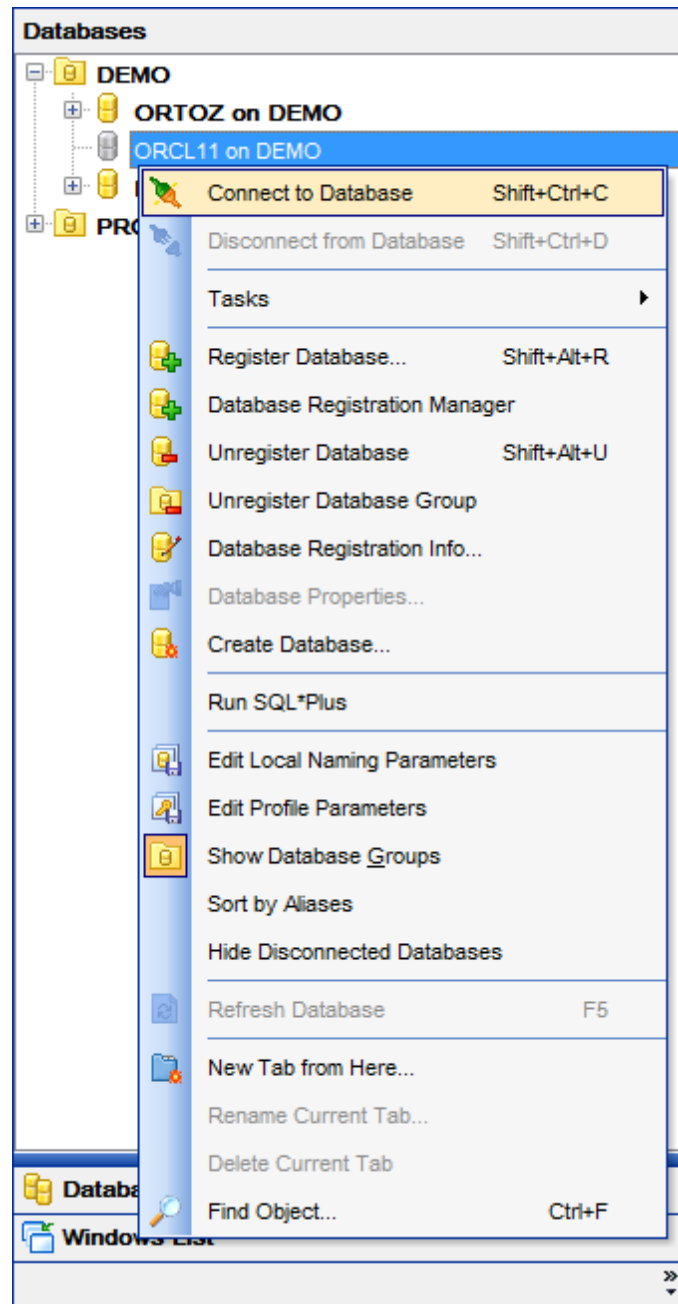 Databases
DEMO
ORTOZ on DEMO
ORCL11 on DEMO
Connect to Database Shift+Ctrl+C
Disconnect from Database Shift+Ctrl+D
Tasks
Register Database... Shift+Alt+R
Database Registration Manager
Unregister Database Shift+Alt+U
Unregister Database Group
Database Registration Info...
Database Properties...
Create Database...
Run SQL*Plus
Edit Local Naming Parameters
Edit Profile Parameters
Show Database Groups
Sort by Aliases
Hide Disconnected Databases
Refresh Database F5
New Tab from Here...
Rename Current Tab...
Delete Current Tab
Find Object... Ctrl+F
Windows List